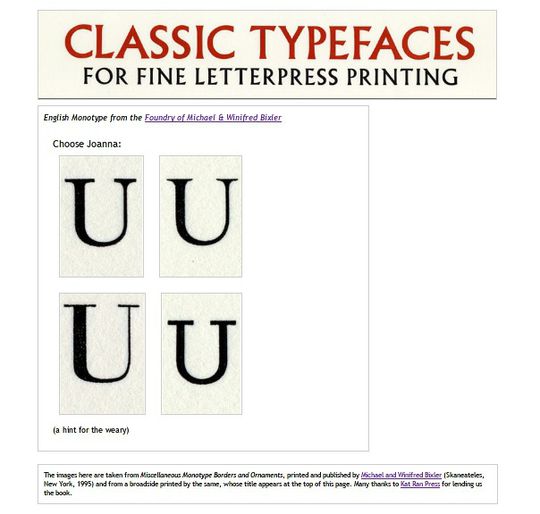 CLASSIC TYPEFACES
FOR FINE LETTERPRESS PRINTING
English Monotype from the Foundry of Michael & Winifred Bixler
Choose Joanna:
U U
U U
(a hint for the weary)
The images here are taken from Miscellaneous Monotype Borders and Ornaments, printed and published by Michael and Winifred Bixler (Skaneateles,
New York, 1995) and from a broadside printed by the same, whose title appears at the top of this page. Many thanks to Kat Ran Press for lending us
the book.